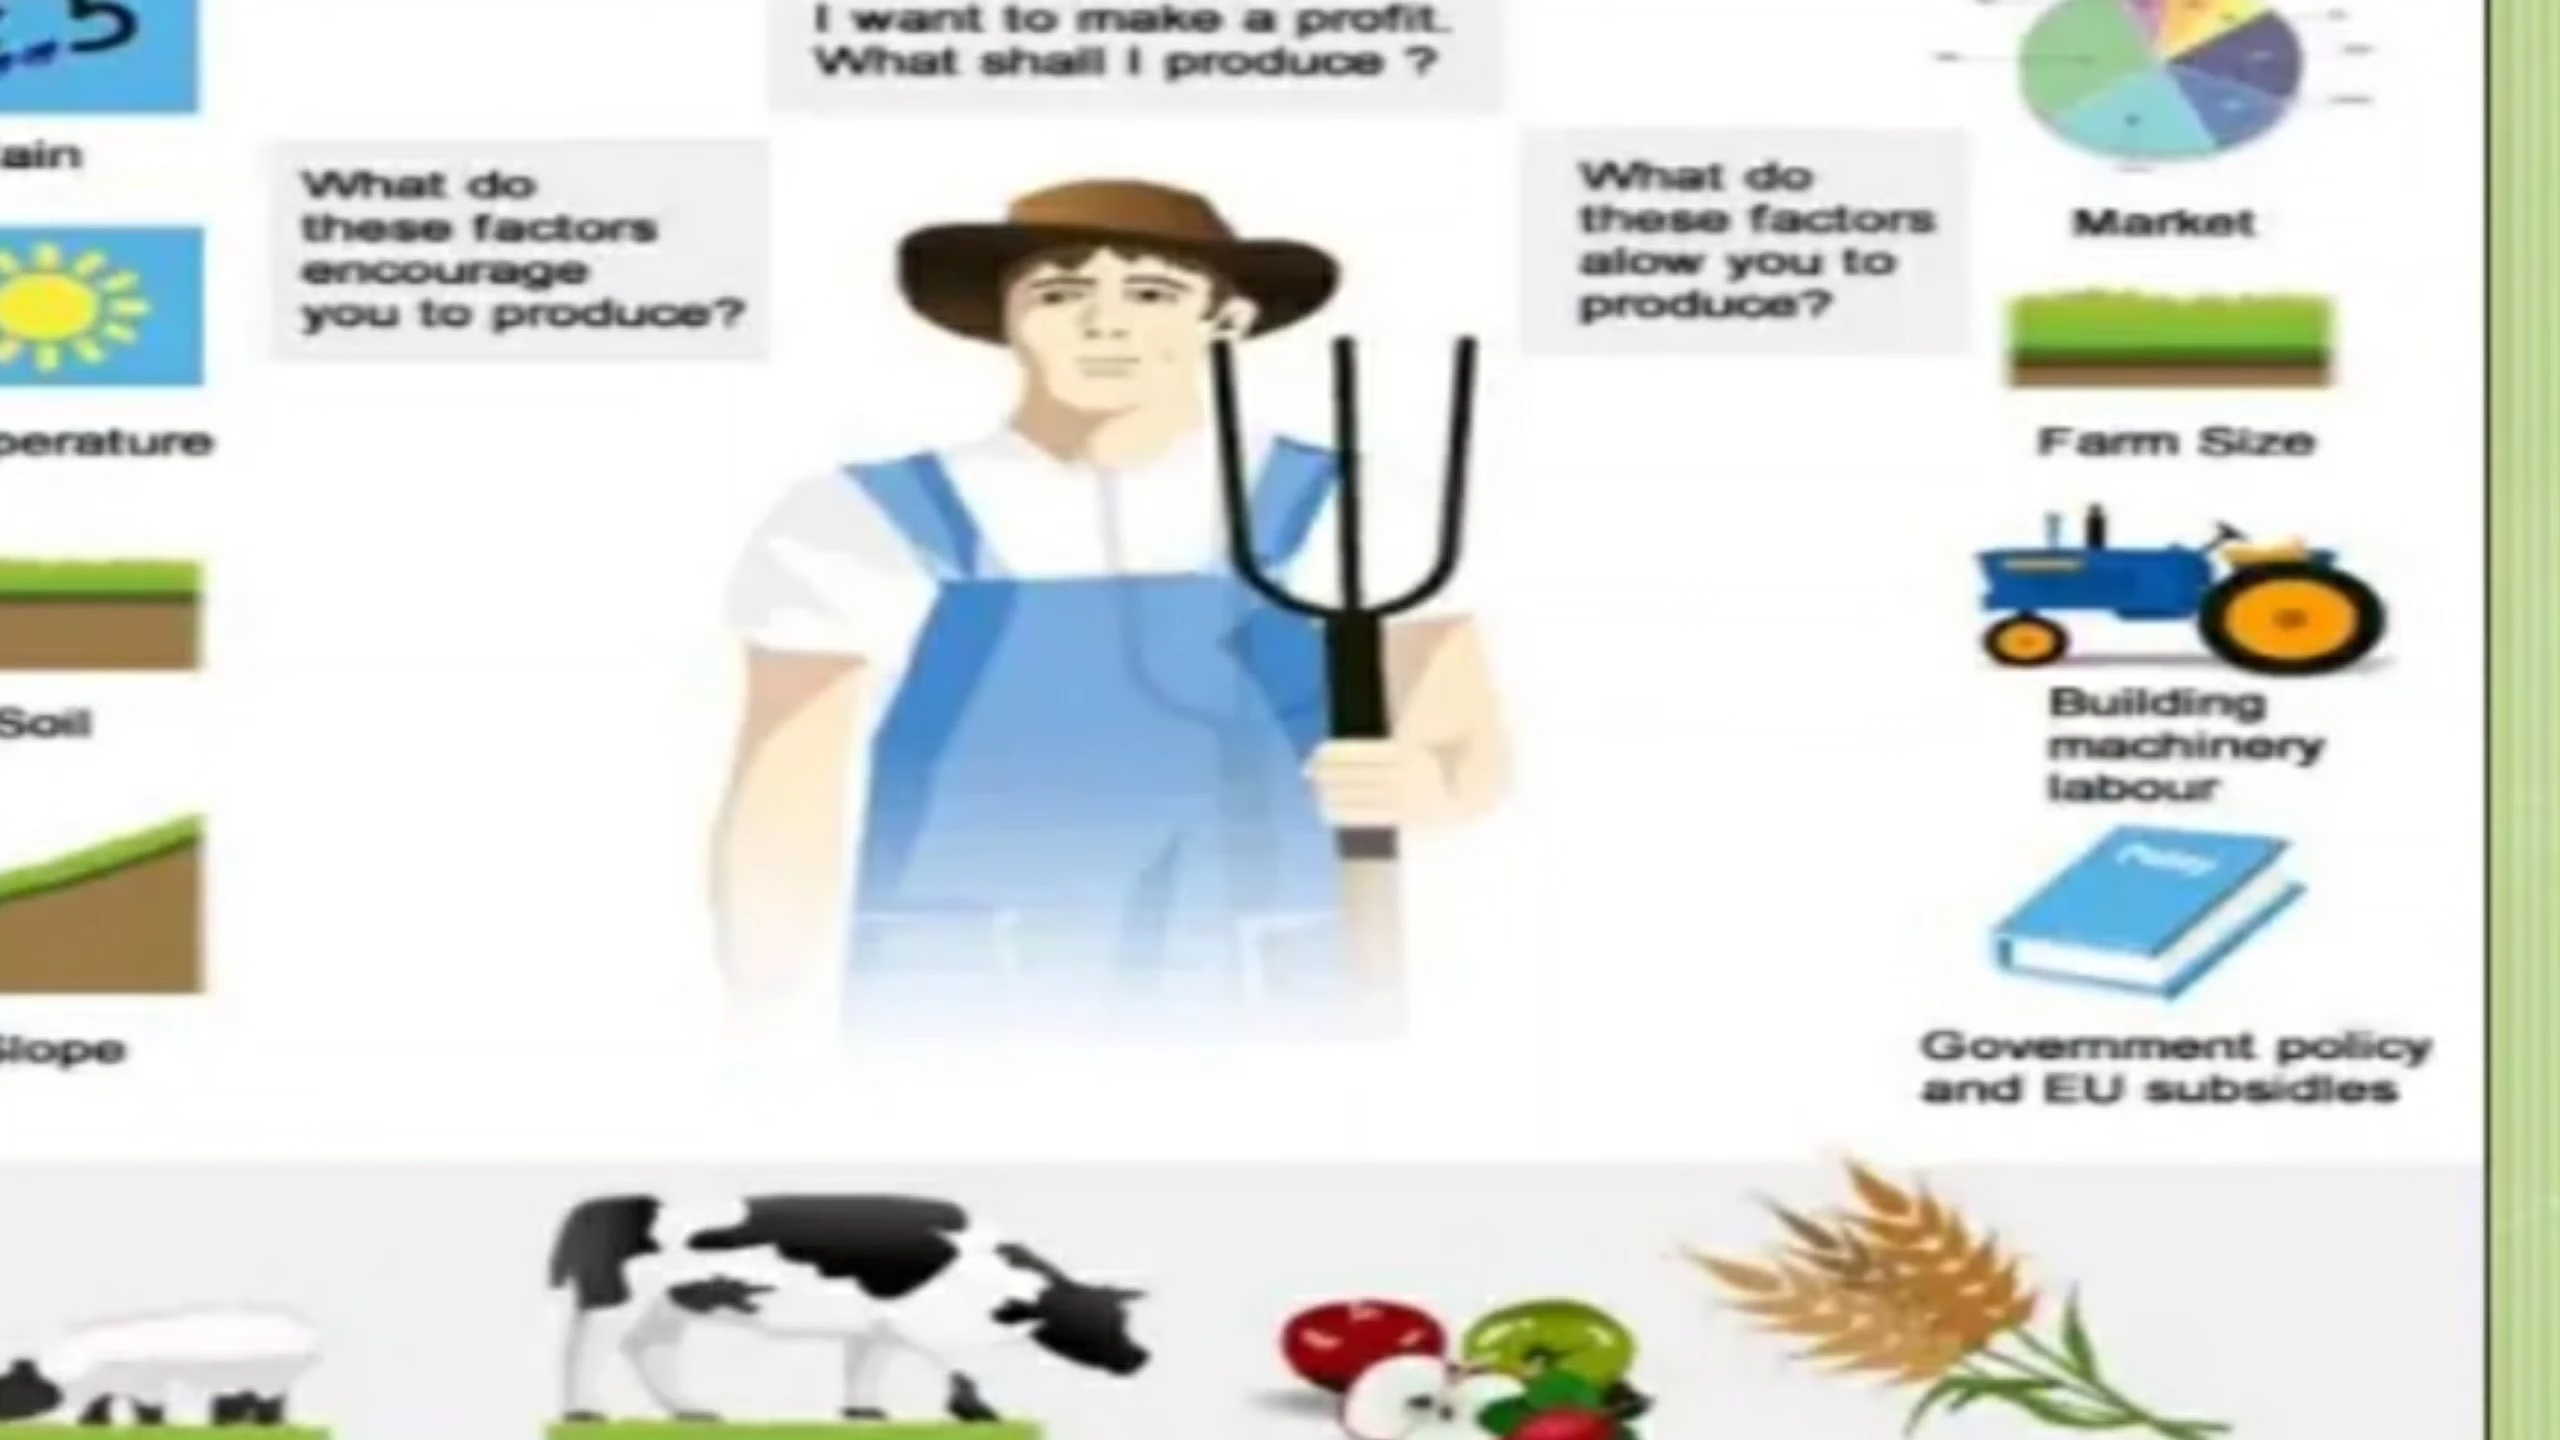 5
ain
perature
Soil
Slope
I want to make a profit.
What shall I produce ?
What do
these factors
encourage
you to produce?
What do
these factors
alow you to
produce?
Market
Farm Size
Building
machinery
labour
Policy
Government policy
and EU subsidies